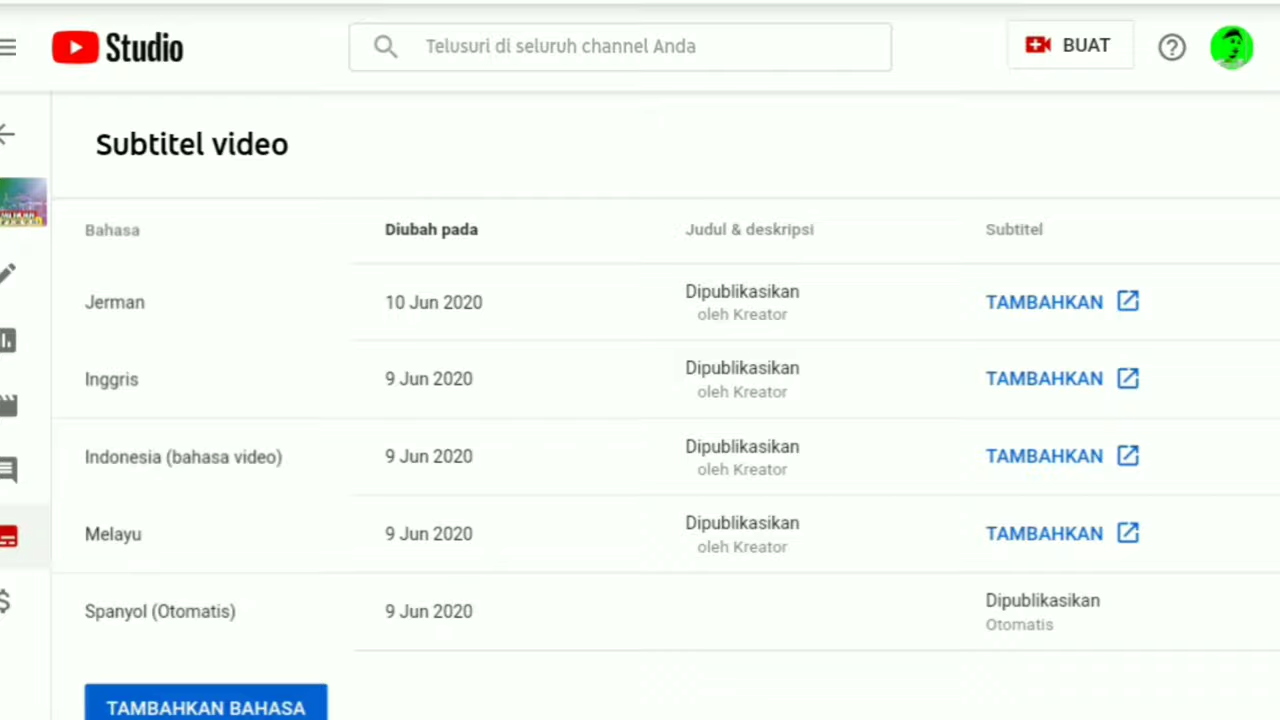 Studio
Telusuri di seluruh channel Anda
BUAT
Subtitel video
Bahasa
Diubah pada
Judul & deskripsi
Subtitel
Jerman
10 Jun 2020
Dipublikasikan
oleh Kreator
TAMBAHKAN
Inggris
9 Jun 2020
Dipublikasikan
oleh Kreator
TAMBAHKAN
Indonesia (bahasa video)
9 Jun 2020
Dipublikasikan
oleh Kreator
TAMBAHKAN
Melayu
9 Jun 2020
Dipublikasikan
oleh Kreator
TAMBAHKAN
Spanyol (Otomatis)
9 Jun 2020
Dipublikasikan
Otomatis
TAMBAHKAN BAHASA